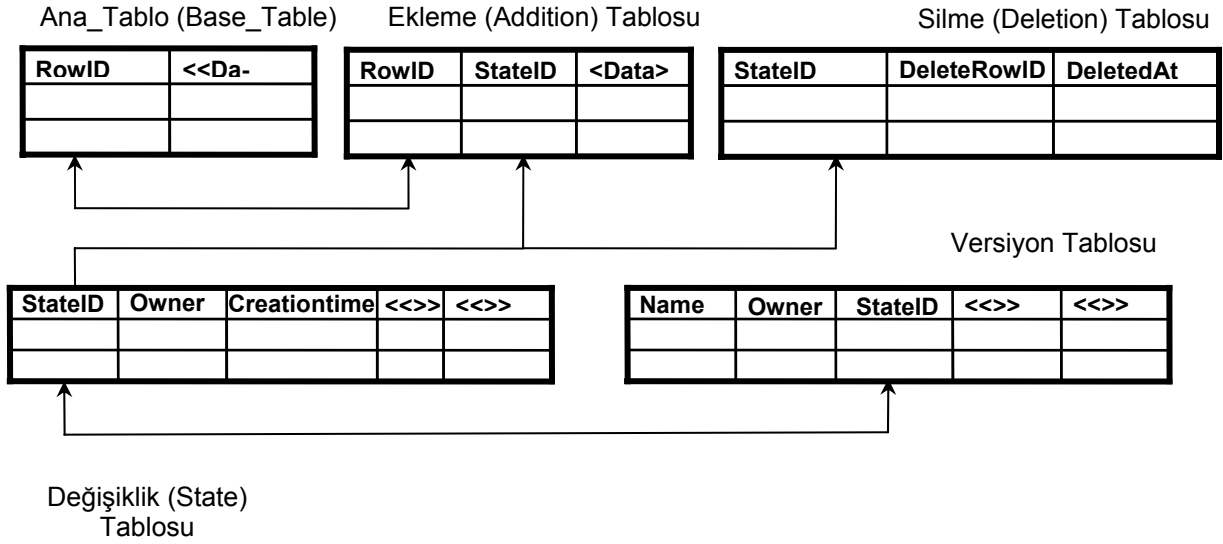 Ana_Tablo (Base_Table)
Ekleme (Addition) Tablosu
Silme (Deletion) Tablosu
RowID <<Da-
RowID StateID <Data>
StateID DeleteRowID DeletedAt
Versiyon Tablosu
StateID Owner Creationtime <<>> <<>>
Name Owner StateID <<>> <<>>
Değişiklik (State)
Tablosu